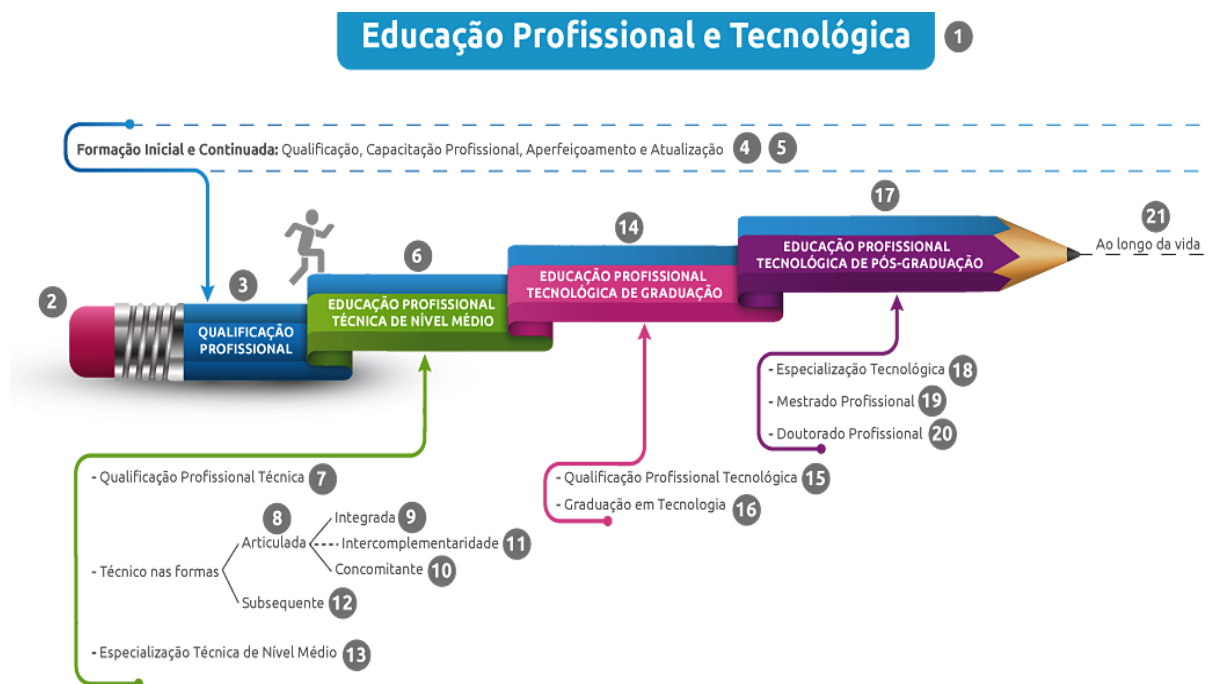 Educação Profissional e Tecnológica 1
Formação Inicial e Continuada: Qualificação, Capacitação Profissional, Aperfeiçoamento e Atualização 4 5
2
3
QUALIFICAÇÃO
PROFISSIONAL
6
EDUCAÇÃO PROFISSIONAL
TÉCNICA DE NÍVEL MÉDIO
14
EDUCAÇÃO PROFISSIONAL
TECNOLÓGICA DE GRADUAÇÃO
17
EDUCAÇÃO PROFISSIONAL
TECNOLÓGICA DE PÓS-GRADUAÇÃO
21
Ao longo da vida
- Qualificação Profissional Técnica 7
- Técnico nas formas
8
Articulada
Integrada 9
Intercomplementaridade 11
Concomitante 10
Subsequente 12
- Especialização Técnica de Nível Médio 13
- Qualificação Profissional Tecnológica 15
- Graduação em Tecnologia 16
- Especialização Tecnológica 18
- Mestrado Profissional 19
- Doutorado Profissional 20